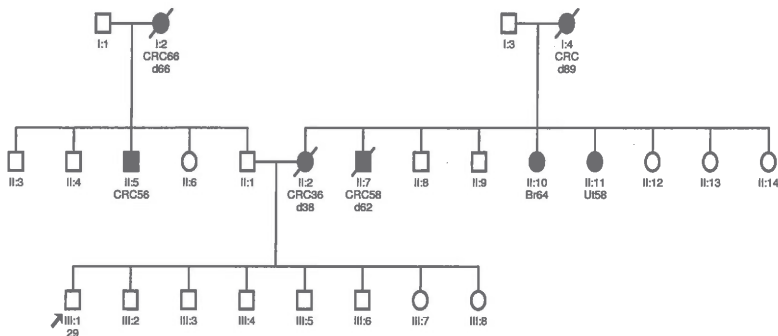 I:1 I:2 I:3 I:4
CRC66 CRC
d66 d89
II:3 II:4 II:5 II:6 II:1 II:2 II:7 II:8 II:9 II:10 II:11 II:12 II:13 II:14
CRC56 CRC36 CRC58 Br64 Ut58
d38 d62
III:1 III:2 III:3 III:4 III:5 III:6 III:7 III:8
29